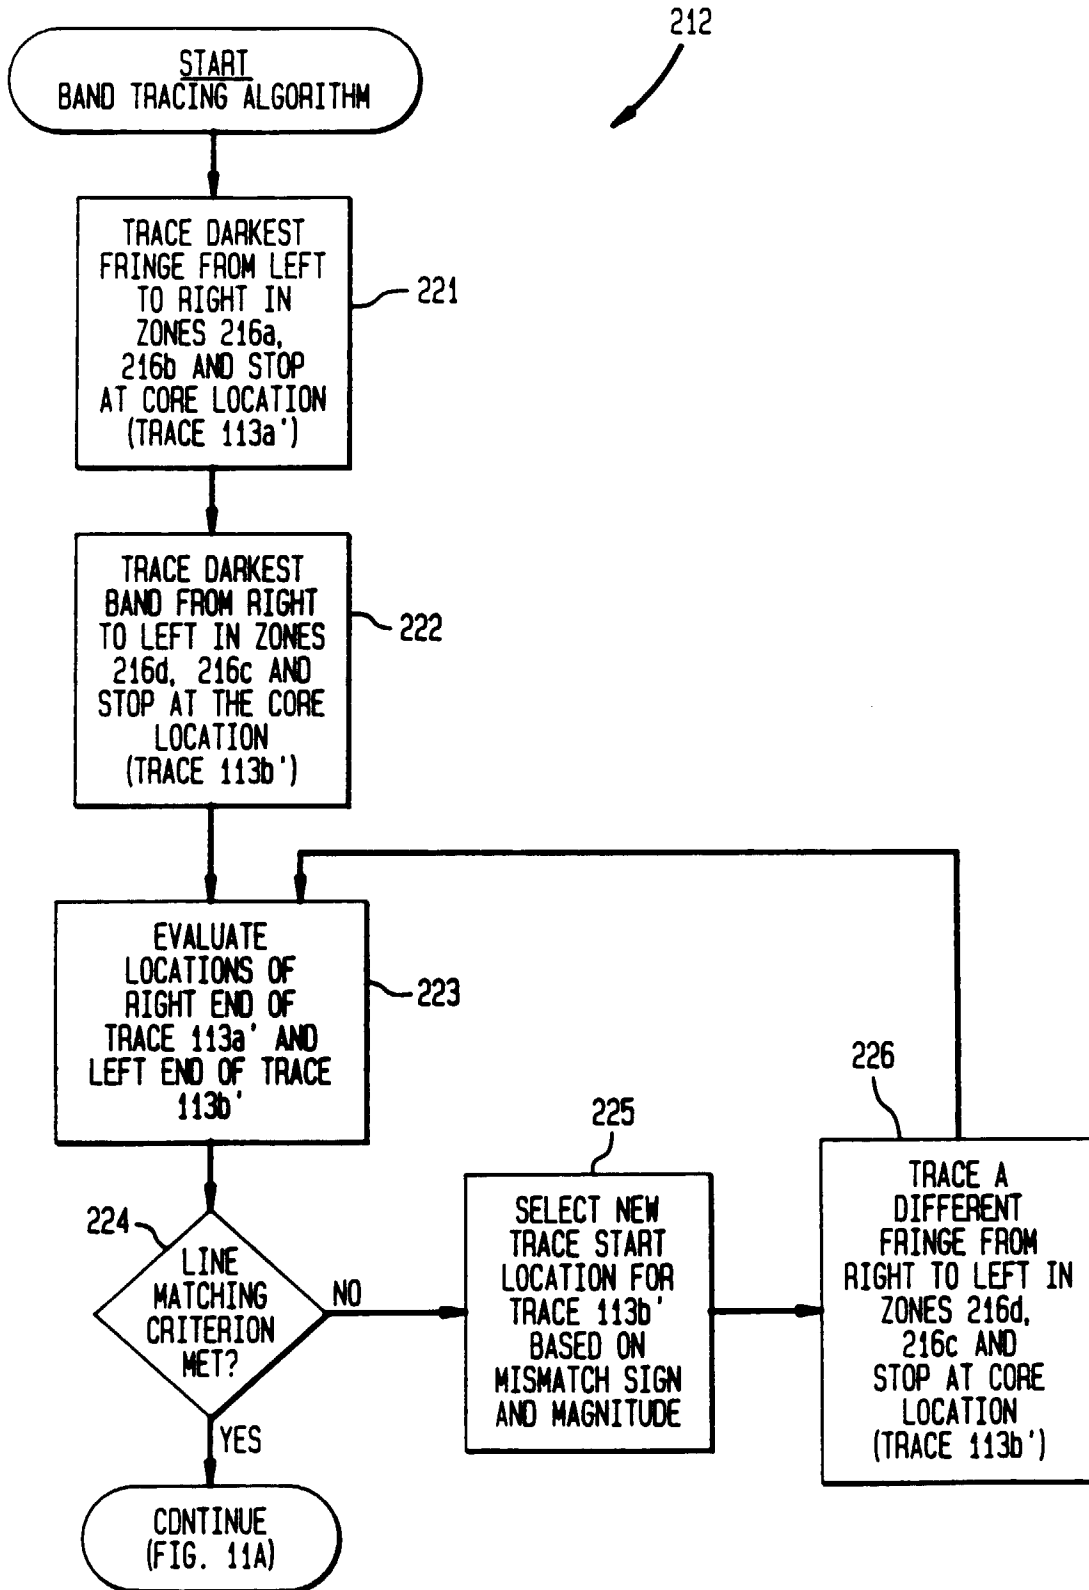 212
START
BAND TRACING ALGORITHM
TRACE DARKEST
FRINGE FROM LEFT
TO RIGHT IN
ZONES 216a,
216b AND STOP
AT CORE LOCATION
(TRACE 113a')
221
TRACE DARKEST
BAND FROM RIGHT
TO LEFT IN ZONES
216d, 216c AND
STOP AT THE CORE
LOCATION
(TRACE 113b')
222
EVALUATE
LOCATIONS OF
RIGHT END OF
TRACE 113a' AND
LEFT END OF TRACE
113b'
223
224
LINE
MATCHING
CRITERION
MET?
NO
YES
225
SELECT NEW
TRACE START
LOCATION FOR
TRACE 113b'
BASED ON
MISMATCH SIGN
AND MAGNITUDE
226
TRACE A
DIFFERENT
FRINGE FROM
RIGHT TO LEFT IN
ZONES 216d,
216c AND
STOP AT CORE
LOCATION
(TRACE 113b')
CONTINUE
(FIG. 11A)